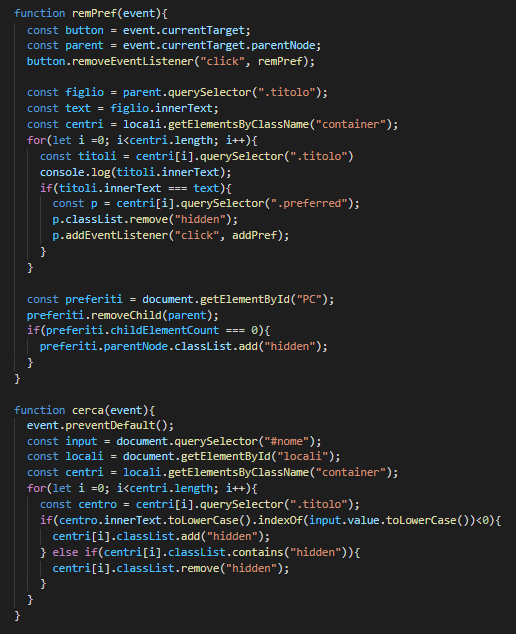 function remPref(event){
  const button = event.currentTarget;
  const parent = event.currentTarget.parentNode;
  button.removeEventListener("click", remPref);

  const figlio = parent.querySelector(".titolo");
  const text = figlio.innerText;
  const centri = locali.getElementsByClassName("container");
  for(let i =0; i<centri.length; i++){
    const titoli = centri[i].querySelector(".titolo")
    console.log(titoli.innerText);
    if(titoli.innerText === text){
      const p = centri[i].querySelector(".preferred");
      p.classList.remove("hidden");
      p.addEventListener("click", addPref);
    }
  }

  const preferiti = document.getElementById("PC");
  preferiti.removeChild(parent);
  if(preferiti.childElementCount === 0){
    preferiti.parentNode.classList.add("hidden");
  }
}

function cerca(event){
  event.preventDefault();
  const input = document.querySelector("#nome");
  const locali = document.getElementById("locali");
  const centri = locali.getElementsByClassName("container");
  for(let i =0; i<centri.length; i++){
    const centro = centri[i].querySelector(".titolo");
    if(centro.innerText.toLowerCase().indexOf(input.value.toLowerCase())<0){
      centri[i].classList.add("hidden");
    } else if(centri[i].classList.contains("hidden")){
      centri[i].classList.remove("hidden");
    }
  }
}